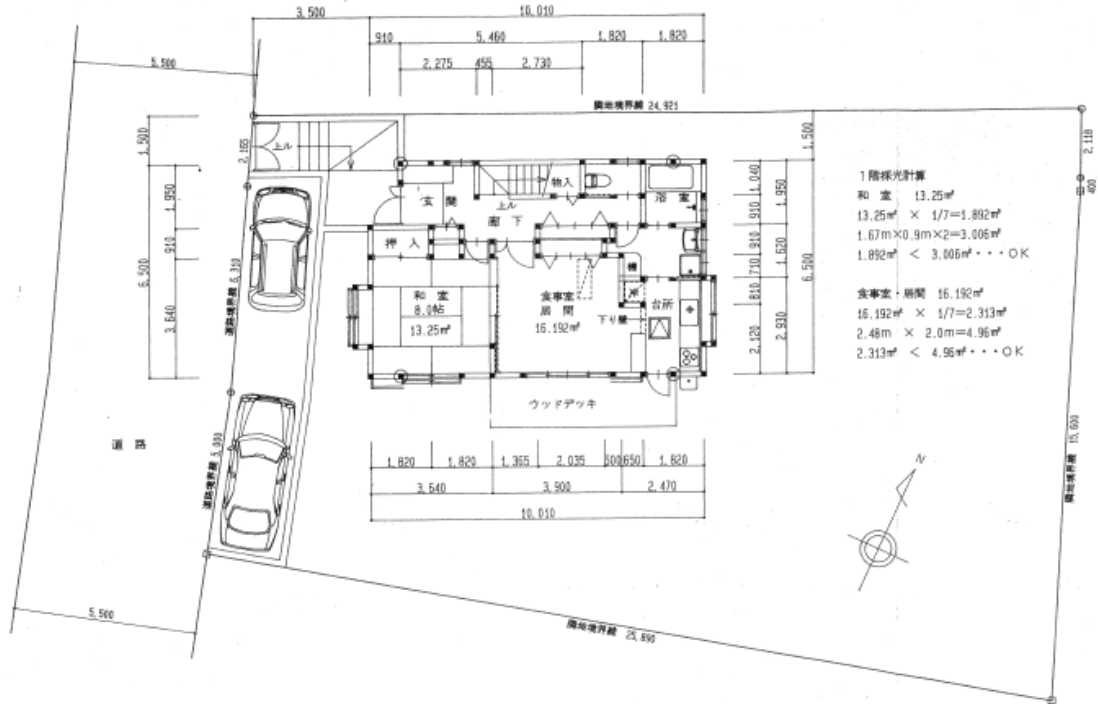 3,500
10,010
910
5,460
1,820
1,820
2,275
455
2,730
5,500
隣地境界線 24,921
1,500
1,950
910
6,500
3,640
2,165
上ル
道路境界線 6,310
道路境界線 5,000
道 路
5,500
玄 関
上ル
物入
廊 下
浴 室
押 入
和 室
8.0帖
13.25㎡
食事室
居 間
16.192㎡
棚
台所
下り壁
ウッドデッキ
1,500
1,040
910
910
710
810
2,120
1,950
1,620
2,930
6,500
1,820
1,820
1,365
2,035
500
650
1,820
3,640
3,900
2,470
10,010
1階採光計算
和 室 13.25㎡
13.25㎡ × 1/7=1.892㎡
1.67m×0.9m×2=3.006㎡
1.892㎡ < 3.006㎡・・・OK
食事室・居間 16.192㎡
16.192㎡ × 1/7=2.313㎡
2.48m × 2.0m=4.96㎡
2.313㎡ < 4.96㎡・・・OK
2,118
400
隣地境界線 15,600
N
隣地境界線 25,890